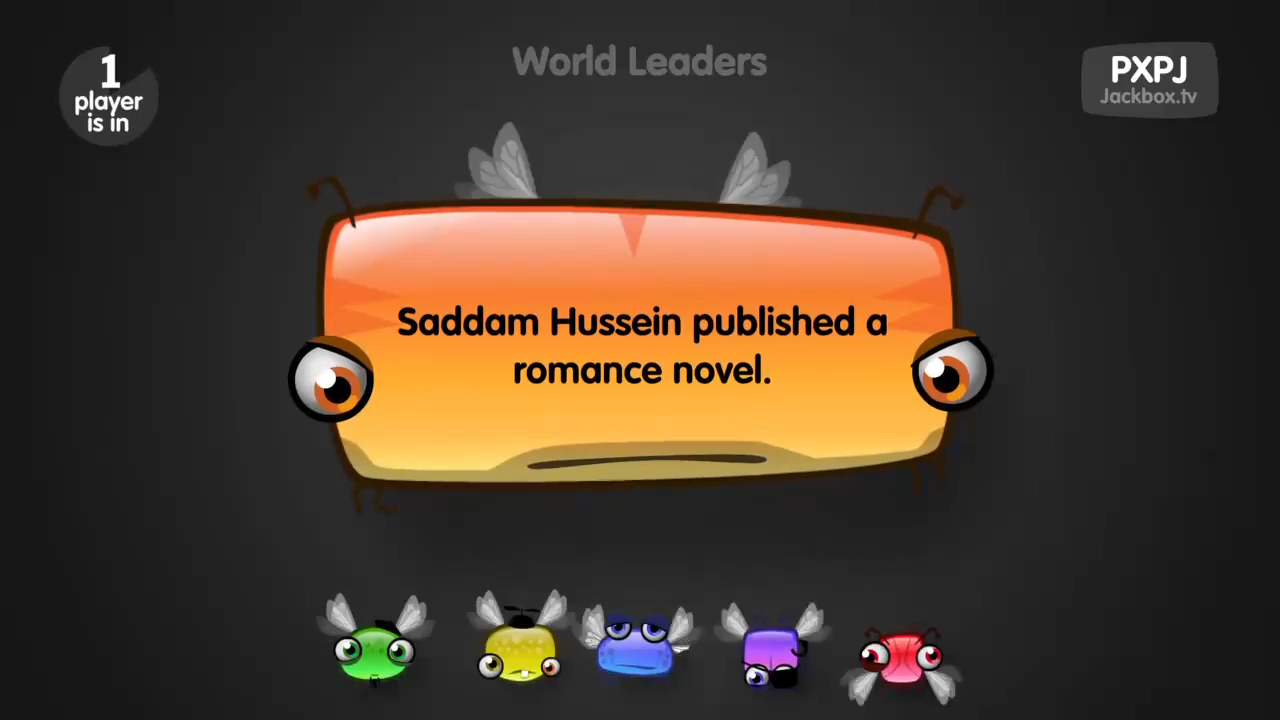 World Leaders
1
player
is in
PXPJ
Jackbox.tv
Saddam Hussein published a
romance novel.